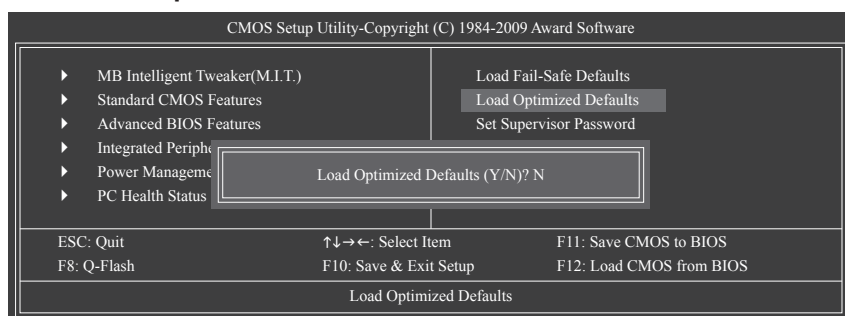 CMOS Setup Utility-Copyright (C) 1984-2009 Award Software
MB Intelligent Tweaker(M.I.T.)
Standard CMOS Features
Advanced BIOS Features
Integrated
Power
PC Health Status
Load Fail-Safe Defaults
Load Optimized Defaults
Set Supervisor Password
Load Optimized Defaults (Y/N)? N
ESC: Quit
↑↓→←: Select Item
F11: Save CMOS to BIOS
F8: Q-Flash
F10: Save & Exit Setup
F12: Load CMOS from BIOS
Load Optimized Defaults